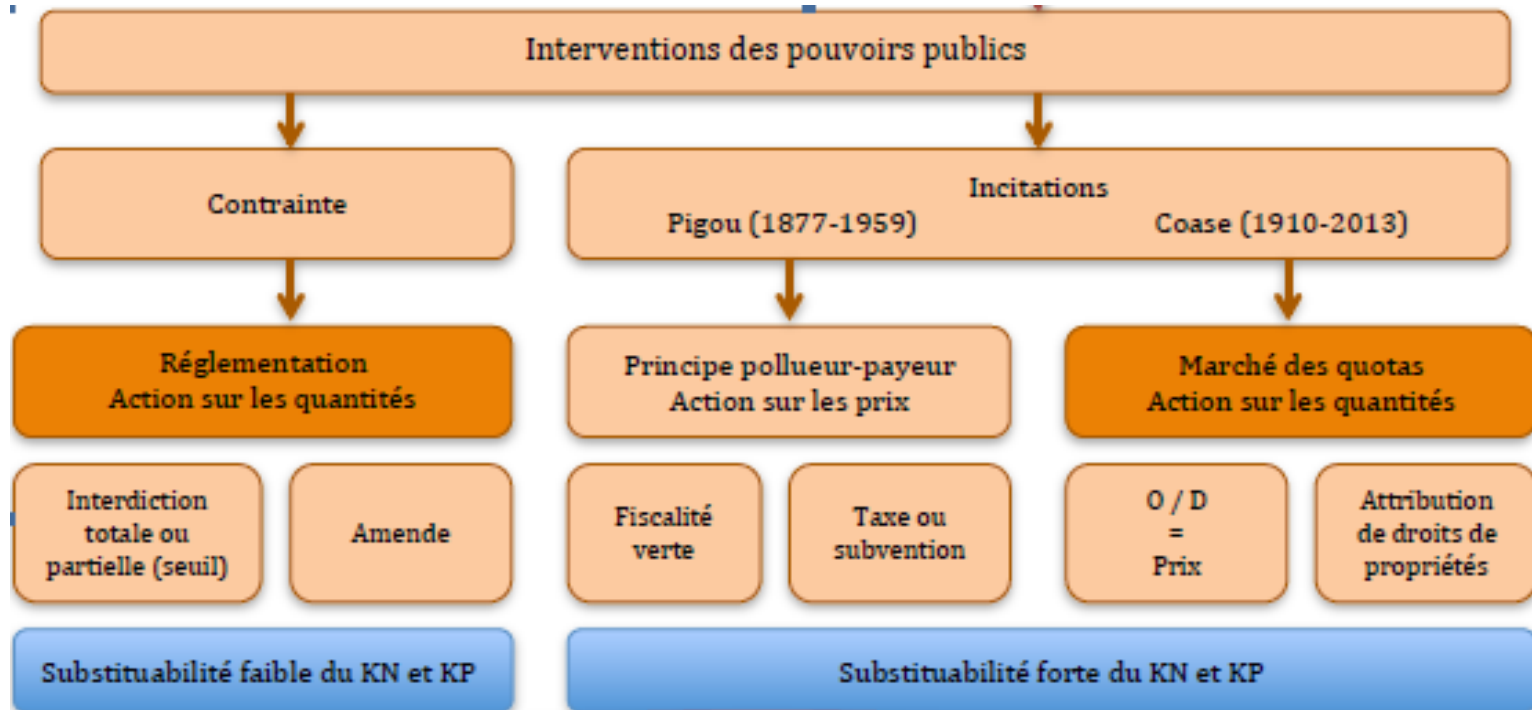 Interventions des pouvoirs publics
Contrainte
Incitations
Pigou (1877-1959)
Coase (1910-2013)
Réglementation
Action sur les quantités
Principe pollueur-payeur
Action sur les prix
Marché des quotas
Action sur les quantités
Interdiction
totale ou
partielle (seuil)
Amende
Fiscalité
verte
Taxe ou
subvention
O / D
=
Prix
Attribution
de droits de
propriétés
Substituabilité faible du KN et KP
Substituabilité forte du KN et KP